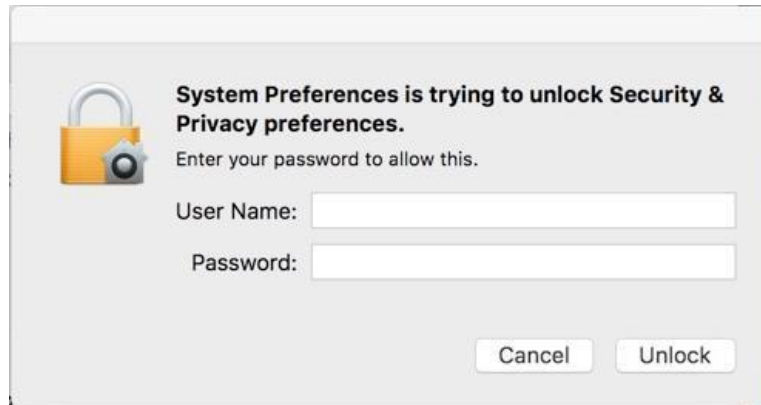 System Preferences is trying to unlock Security &
Privacy preferences.
Enter your password to allow this.
User Name:
Password:
Cancel
Unlock